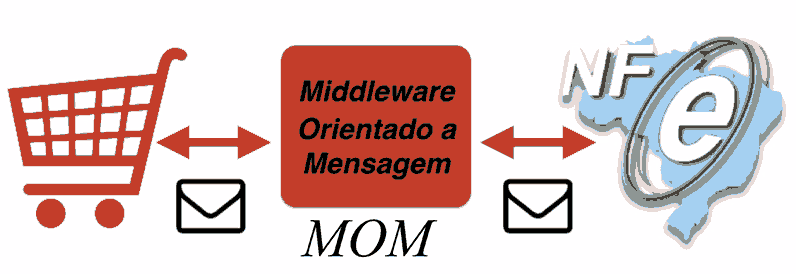 Middleware
Orientado a
Mensagem
MOM
NF
e